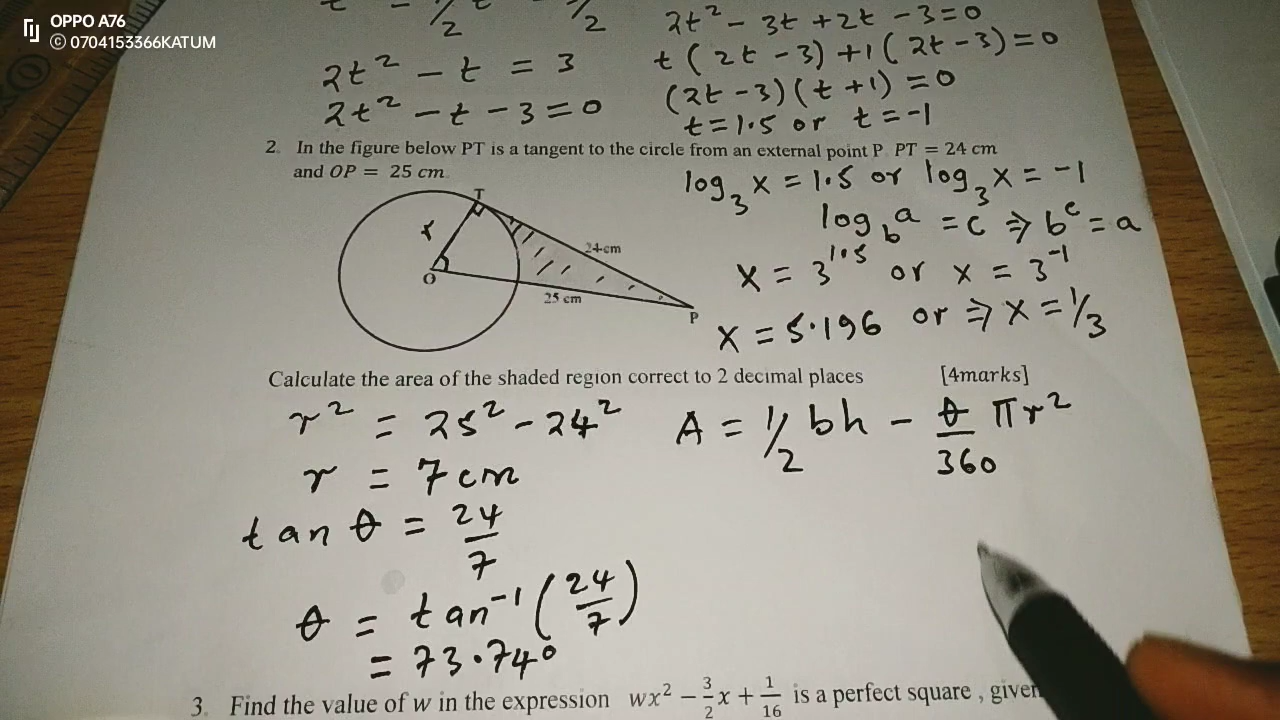 OPPO A76
© 0704153366KATUM
2t² - 3t + 2t - 3 = 0
2t² - t = 3
t(2t - 3) + 1(2t - 3) = 0
2t² - t - 3 = 0
(2t - 3)(t + 1) = 0
t = 1.5 or t = -1
2. In the figure below PT is a tangent to the circle from an external point P. PT = 24 cm
and OP = 25 cm
log₃ x = 1.5 or log₃ x = -1
log_b a = c ⇒ b^c = a
x = 3^1.5 or x = 3^-1
x = 5.196 or ⇒ x = 1/3
T
r
24cm
O
25 cm
P
Calculate the area of the shaded region correct to 2 decimal places [4marks]
r² = 25² - 24²
A = 1/2 bh - θ/360 πr²
r = 7cm
tan θ = 24/7
θ = tan⁻¹(24/7)
= 73.74°
3. Find the value of w in the expression wx² - 3/2 x + 1/16 is a perfect square , given